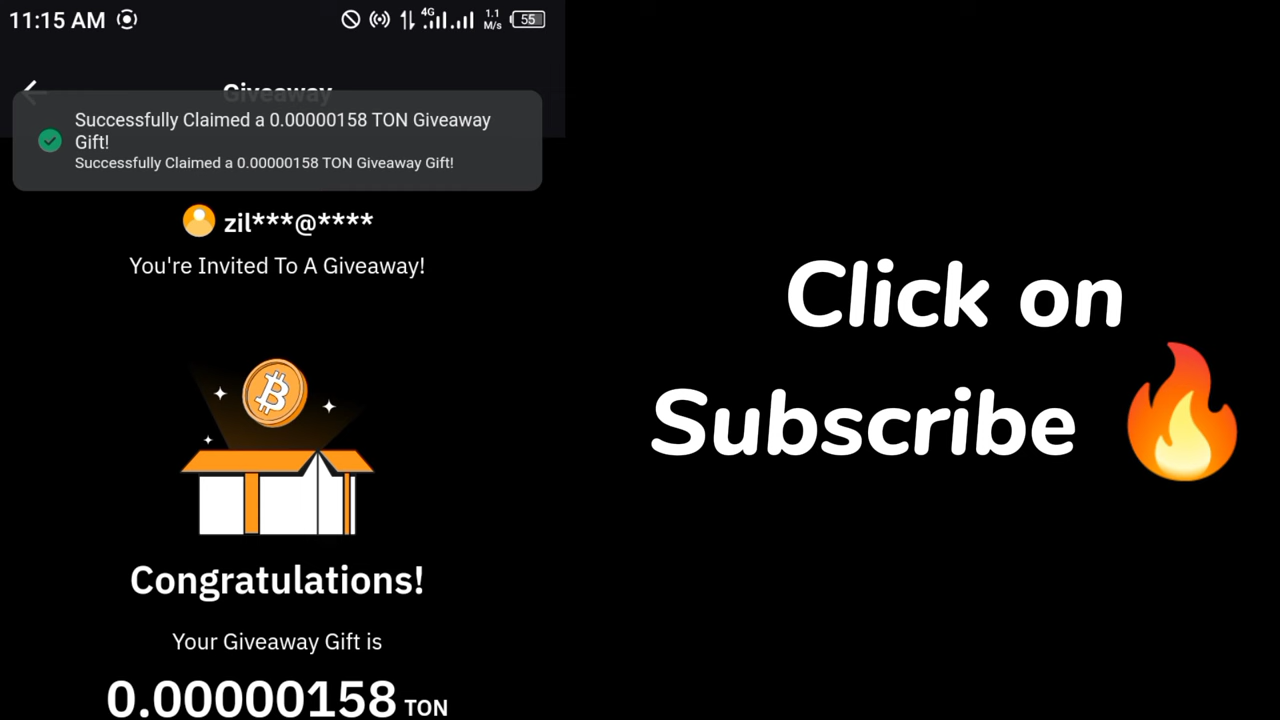 11:15 AM
4G
1.1
M/s
55
Giveaway
Successfully Claimed a 0.00000158 TON Giveaway
Gift!
Successfully Claimed a 0.00000158 TON Giveaway Gift!
zil***@****
You're Invited To A Giveaway!
Congratulations!
Your Giveaway Gift is
0.00000158 TON
Click on
Subscribe 🔥